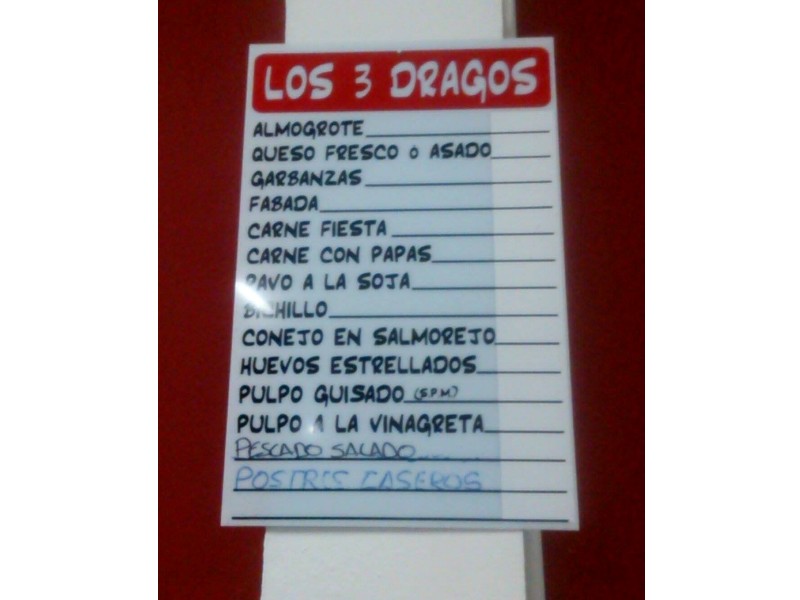 LOS 3 DRAGOS
ALMOGROTE
QUESO FRESCO O ASADO
GARBANZAS
FABADA
CARNE FIESTA
CARNE CON PAPAS
PAVO A LA SOJA
BICHILLO
CONEJO EN SALMOREJO
HUEVOS ESTRELLADOS
PULPO GUISADO (S.P.M)
PULPO A LA VINAGRETA
PESCADO SALADO
POSTRES CASEROS